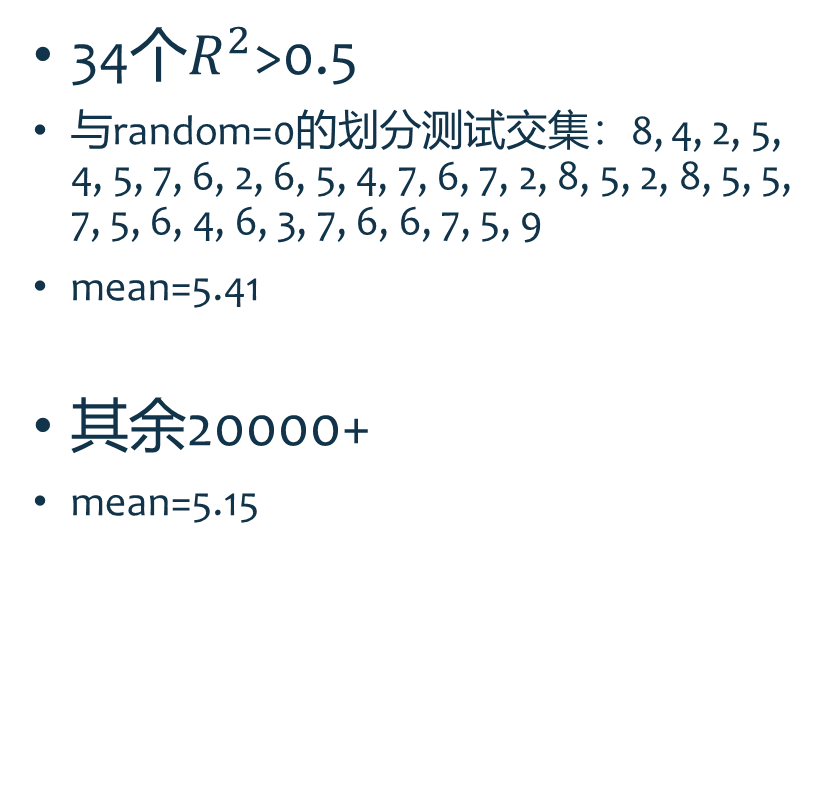 • 34个R²>0.5
• 与random=0的划分测试交集：8, 4, 2, 5,
4, 5, 7, 6, 2, 6, 5, 4, 7, 6, 7, 2, 8, 5, 2, 8, 5, 5,
7, 5, 6, 4, 6, 3, 7, 6, 6, 7, 5, 9
• mean=5.41
• 其余20000+
• mean=5.15